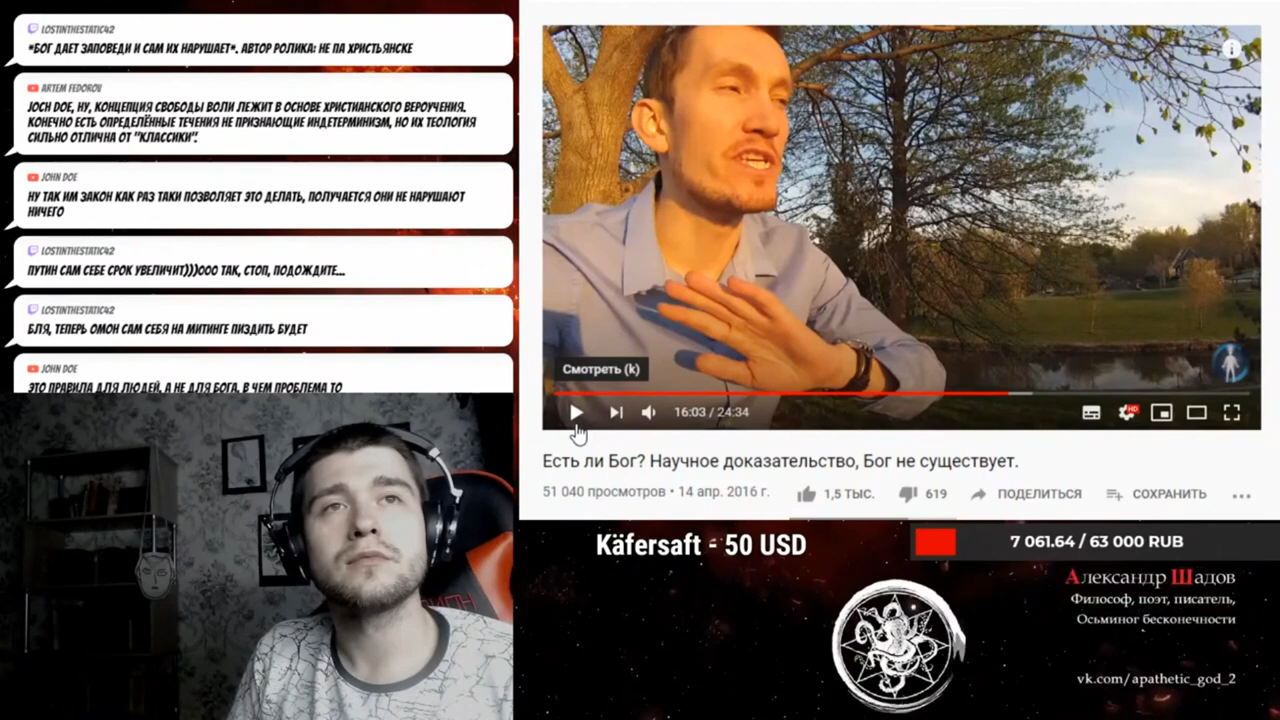 LOSTINTHESTATIC42
*БОГ ДАЕТ ЗАПОВЕДИ И САМ ИХ НАРУШАЕТ*. АВТОР РОЛИКА: НЕ ПА ХРИСТЬЯНСКЕ
ARTEM FEDOROV
JOCH DOE, НУ, КОНЦЕПЦИЯ СВОБОДЫ ВОЛИ ЛЕЖИТ В ОСНОВЕ ХРИСТИАНСКОГО ВЕРОУЧЕНИЯ.
КОНЕЧНО ЕСТЬ ОПРЕДЕЛЁННЫЕ ТЕЧЕНИЯ НЕ ПРИЗНАЮЩИЕ ИНДЕТЕРМИНИЗМ, НО ИХ ТЕОЛОГИЯ
СИЛЬНО ОТЛИЧНА ОТ "КЛАССИКИ".
JOHN DOE
НУ ТАК ИМ ЗАКОН КАК РАЗ ТАКИ ПОЗВОЛЯЕТ ЭТО ДЕЛАТЬ, ПОЛУЧАЕТСЯ ОНИ НЕ НАРУШАЮТ
НИЧЕГО
LOSTINTHESTATIC42
ПУТИН САМ СЕБЕ СРОК УВЕЛИЧИТ)))ООО ТАК, СТОП, ПОДОЖДИТЕ...
LOSTINTHESTATIC42
БЛЯ, ТЕПЕРЬ ОМОН САМ СЕБЯ НА МИТИНГЕ ПИЗДИТЬ БУДЕТ
JOHN DOE
ЭТО ПРАВИЛА ДЛЯ ЛЮДЕЙ, А НЕ ДЛЯ БОГА. В ЧЕМ ПРОБЛЕМА ТО
Смотреть (k)
16:03 / 24:34
HD
Есть ли Бог? Научное доказательство, Бог не существует.
51 040 просмотров • 14 апр. 2016 г.
1,5 ТЫС.
619
ПОДЕЛИТЬСЯ
СОХРАНИТЬ
Käfersaft - 50 USD
7 061.64 / 63 000 RUB
Александр Шадов
Философ, поэт, писатель,
Осьминог бесконечности
vk.com/apathetic_god_2